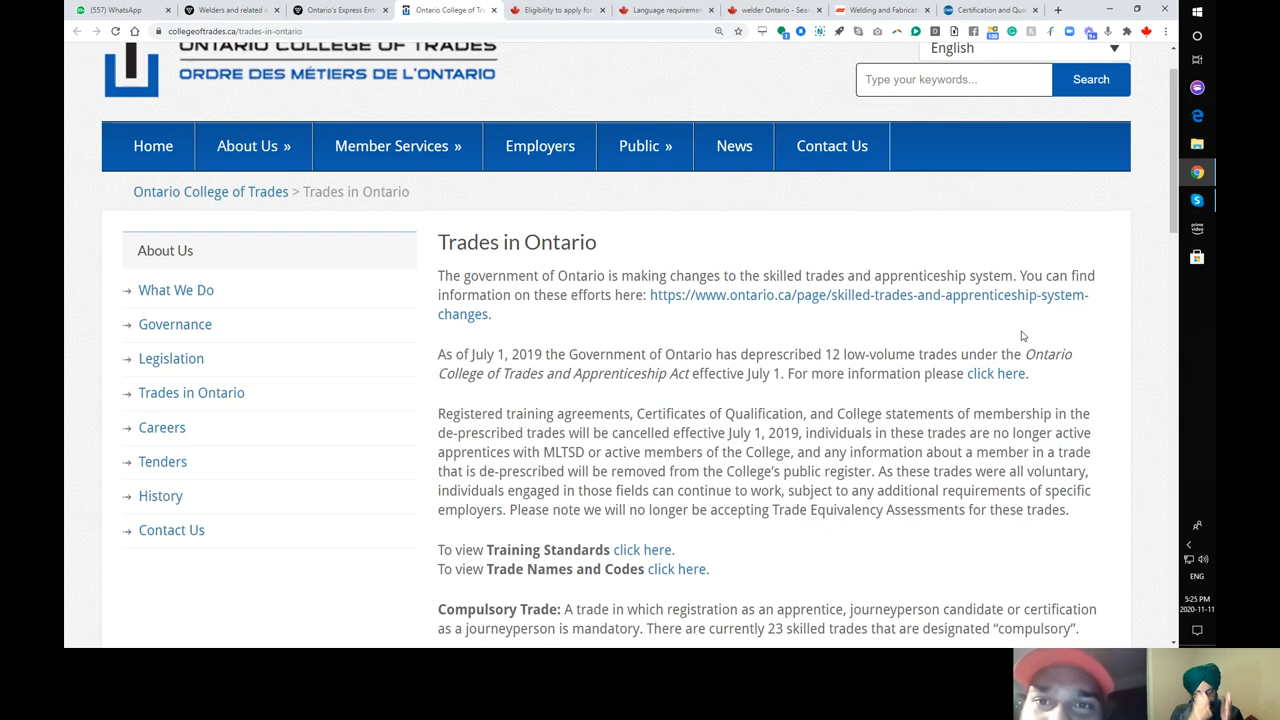 (557) WhatsApp
Welders and related
Ontario's Express Ent
Ontario College of Tr
Eligibility to apply for
Language requireme
welder Ontario - Sea
Welding and Fabricat
Certification and Qua
collegeoftrades.ca/trades-in-ontario
ONTARIO COLLEGE OF TRADES
ORDRE DES MÉTIERS DE L'ONTARIO
English
Type your keywords...
Search
Home
About Us »
Member Services »
Employers
Public »
News
Contact Us
Ontario College of Trades > Trades in Ontario
About Us
What We Do
Governance
Legislation
Trades in Ontario
Careers
Tenders
History
Contact Us
Trades in Ontario
The government of Ontario is making changes to the skilled trades and apprenticeship system. You can find
information on these efforts here: https://www.ontario.ca/page/skilled-trades-and-apprenticeship-system-
changes.
As of July 1, 2019 the Government of Ontario has deprescribed 12 low-volume trades under the Ontario
College of Trades and Apprenticeship Act effective July 1. For more information please click here.
Registered training agreements, Certificates of Qualification, and College statements of membership in the
de-prescribed trades will be cancelled effective July 1, 2019, individuals in these trades are no longer active
apprentices with MLTSD or active members of the College, and any information about a member in a trade
that is de-prescribed will be removed from the College's public register. As these trades were all voluntary,
individuals engaged in those fields can continue to work, subject to any additional requirements of specific
employers. Please note we will no longer be accepting Trade Equivalency Assessments for these trades.
To view Training Standards click here.
To view Trade Names and Codes click here.
Compulsory Trade: A trade in which registration as an apprentice, journeyperson candidate or certification
as a journeyperson is mandatory. There are currently 23 skilled trades that are designated “compulsory”.
prime video
ENG
5:25 PM
2020-11-11